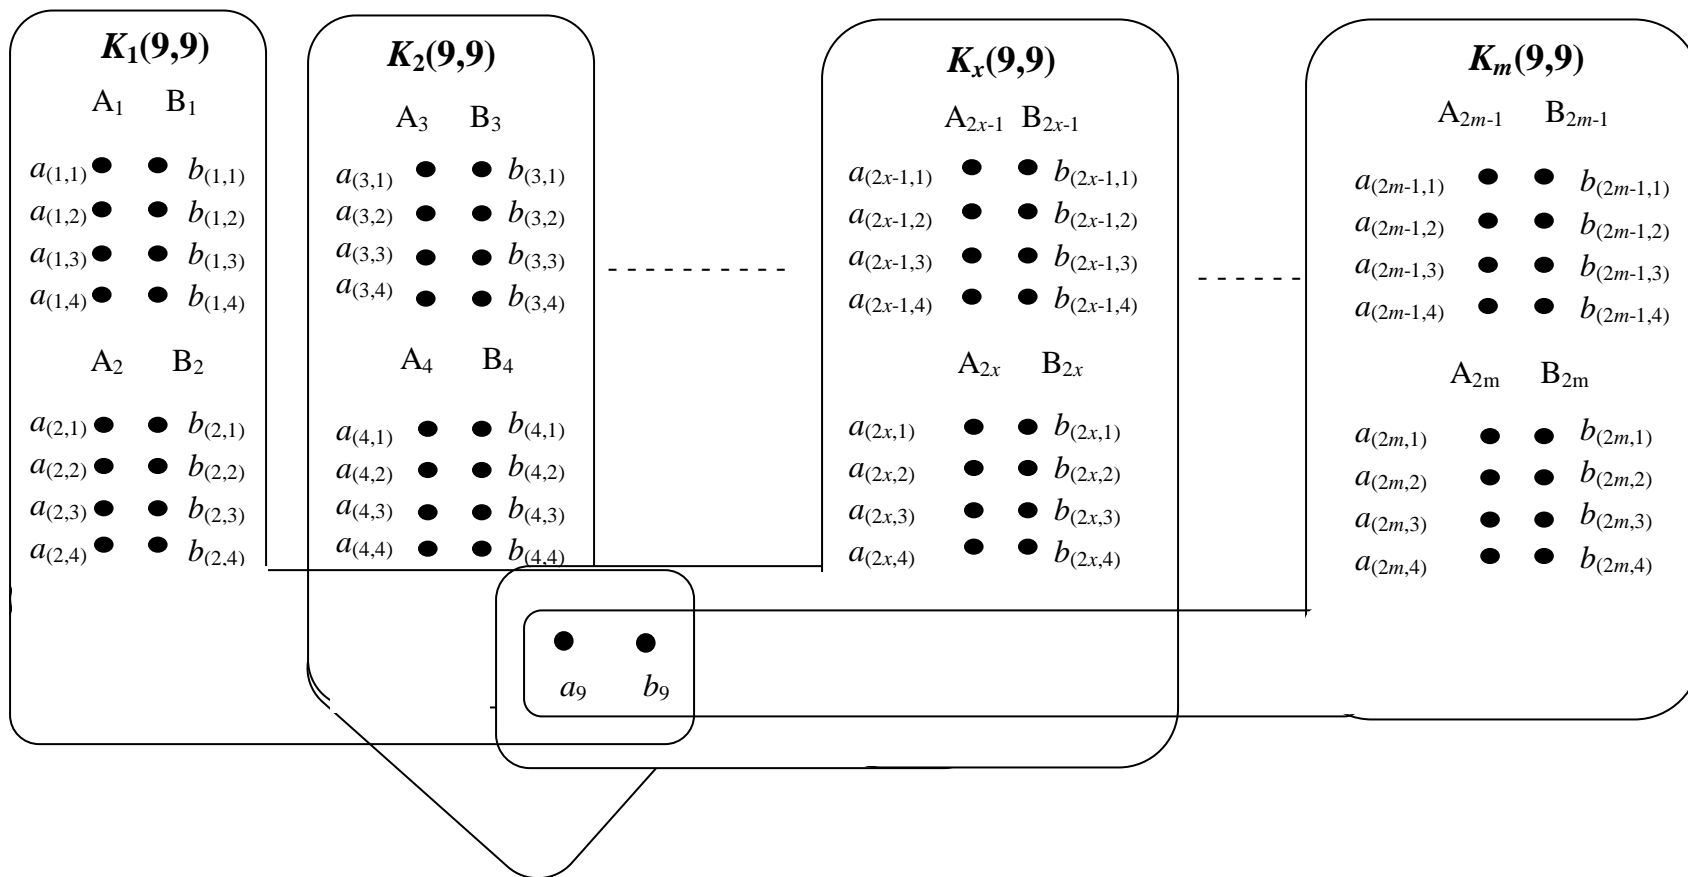 K₁(9,9)
A₁ B₁
a₍₁,₁₎ b₍₁,₁₎
a₍₁,₂₎ b₍₁,₂₎
a₍₁,₃₎ b₍₁,₃₎
a₍₁,₄₎ b₍₁,₄₎
A₂ B₂
a₍₂,₁₎ b₍₂,₁₎
a₍₂,₂₎ b₍₂,₂₎
a₍₂,₃₎ b₍₂,₃₎
a₍₂,₄₎ b₍₂,₄₎
K₂(9,9)
A₃ B₃
a₍₃,₁₎ b₍₃,₁₎
a₍₃,₂₎ b₍₃,₂₎
a₍₃,₃₎ b₍₃,₃₎
a₍₃,₄₎ b₍₃,₄₎
A₄ B₄
a₍₄,₁₎ b₍₄,₁₎
a₍₄,₂₎ b₍₄,₂₎
a₍₄,₃₎ b₍₄,₃₎
a₍₄,₄₎ b₍₄,₄₎
Kₓ(9,9)
A₂ₓ₋₁ B₂ₓ₋₁
a₍₂ₓ₋₁,₁₎ b₍₂ₓ₋₁,₁₎
a₍₂ₓ₋₁,₂₎ b₍₂ₓ₋₁,₂₎
a₍₂ₓ₋₁,₃₎ b₍₂ₓ₋₁,₃₎
a₍₂ₓ₋₁,₄₎ b₍₂ₓ₋₁,₄₎
A₂ₓ B₂ₓ
a₍₂ₓ,₁₎ b₍₂ₓ,₁₎
a₍₂ₓ,₂₎ b₍₂ₓ,₂₎
a₍₂ₓ,₃₎ b₍₂ₓ,₃₎
a₍₂ₓ,₄₎ b₍₂ₓ,₄₎
Kₘ(9,9)
A₂ₘ₋₁ B₂ₘ₋₁
a₍₂ₘ₋₁,₁₎ b₍₂ₘ₋₁,₁₎
a₍₂ₘ₋₁,₂₎ b₍₂ₘ₋₁,₂₎
a₍₂ₘ₋₁,₃₎ b₍₂ₘ₋₁,₃₎
a₍₂ₘ₋₁,₄₎ b₍₂ₘ₋₁,₄₎
A₂ₘ B₂ₘ
a₍₂ₘ,₁₎ b₍₂ₘ,₁₎
a₍₂ₘ,₂₎ b₍₂ₘ,₂₎
a₍₂ₘ,₃₎ b₍₂ₘ,₃₎
a₍₂ₘ,₄₎ b₍₂ₘ,₄₎
a₉ b₉